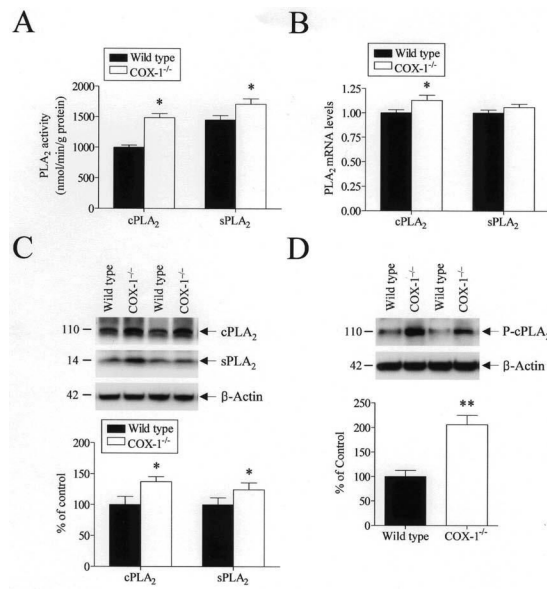 A
Wild type
COX-1⁻/⁻
PLA₂ activity
(nmol/min/g protein)
2000
1500
1000
500
0
*
*
cPLA₂
sPLA₂
B
Wild type
COX-1⁻/⁻
PLA₂ mRNA levels
1.50
1.25
1.00
0.75
0.50
0.25
0.00
*
cPLA₂
sPLA₂
C
Wild type
COX-1⁻/⁻
Wild type
COX-1⁻/⁻
110
cPLA₂
14
sPLA₂
42
β-Actin
Wild type
COX-1⁻/⁻
% of control
200
150
100
50
0
*
*
cPLA₂
sPLA₂
D
Wild type
COX-1⁻/⁻
Wild type
COX-1⁻/⁻
110
P-cPLA₂
42
β-Actin
% of Control
250
200
150
100
50
0
**
Wild type
COX-1⁻/⁻